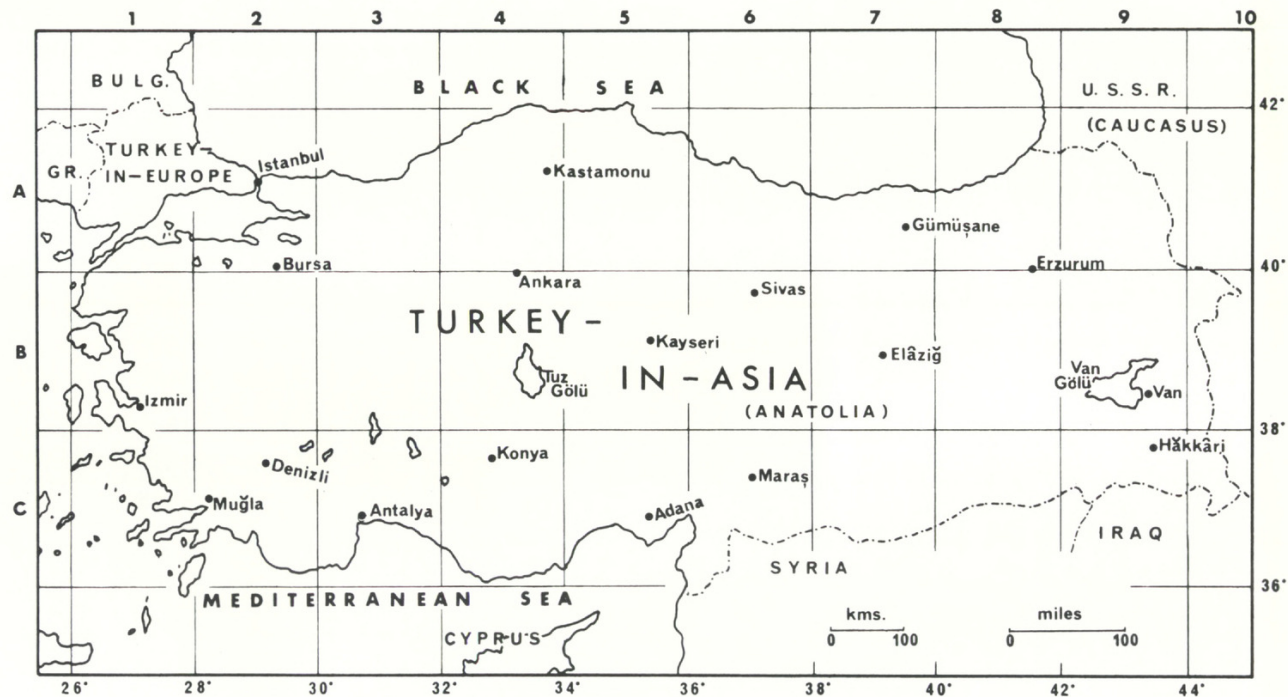 1 2 3 4 5 6 7 8 9 10
BLACK SEA
BULG.
U.S.S.R.
(CAUCASUS)
42°
GR.
TURKEY-
IN-EUROPE
Istanbul
Kastamonu
A
Gümüşane
Bursa
Ankara
Sivas
Erzurum
40°
TURKEY-
IN-ASIA
(ANATOLIA)
B
Kayseri
Elâziğ
Tuz
Gölü
Van
Gölü
Van
Izmir
38°
Denizli
Konya
Maraş
Hăkkâri
C
Muğla
Antalya
Adana
SYRIA
IRAQ
36°
MEDITERRANEAN SEA
CYPRUS
kms.
0 100
miles
0 100
26° 28° 30° 32° 34° 36° 38° 40° 42° 44°